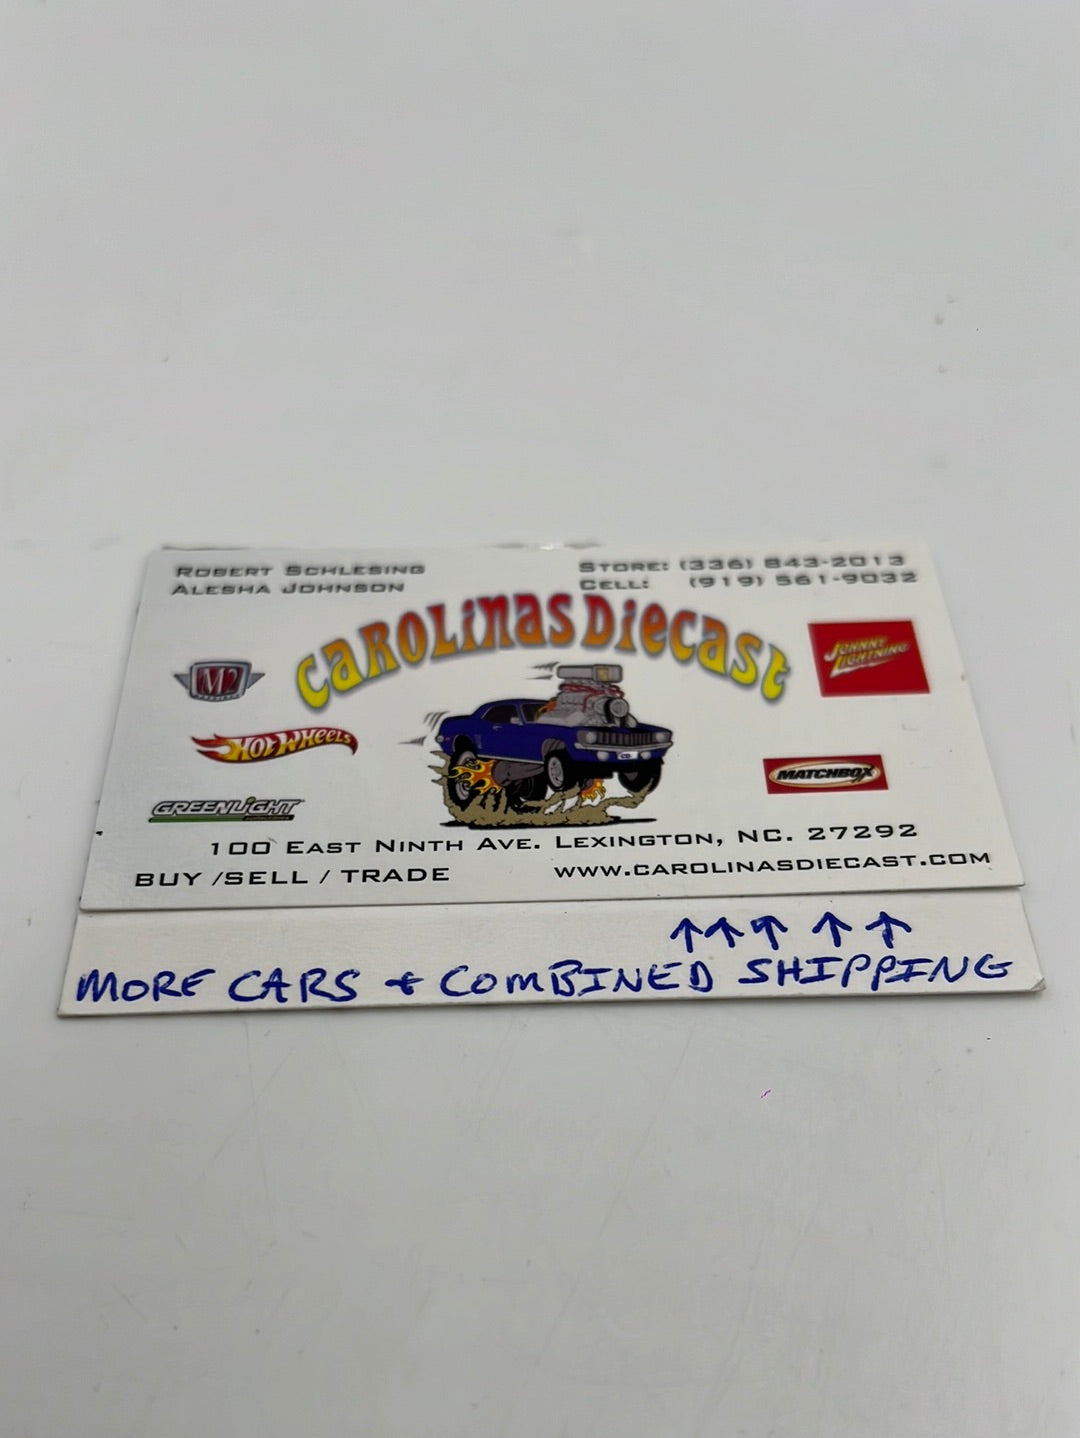 ROBERT SCHLESING
ALESHA JOHNSON
STORE: (336) 843-2013
CELL: (919) 561-9032
CAROLINAS DIECAST
M2
JOHNNY LIGHTNING
HOT WHEELS
MATCHBOX
GREENLIGHT
CD
100 EAST NINTH AVE. LEXINGTON, NC. 27292
BUY /SELL / TRADE
WWW.CAROLINASDIECAST.COM
↑↑↑ ↑ ↑
MORE CARS + COMBINED SHIPPING